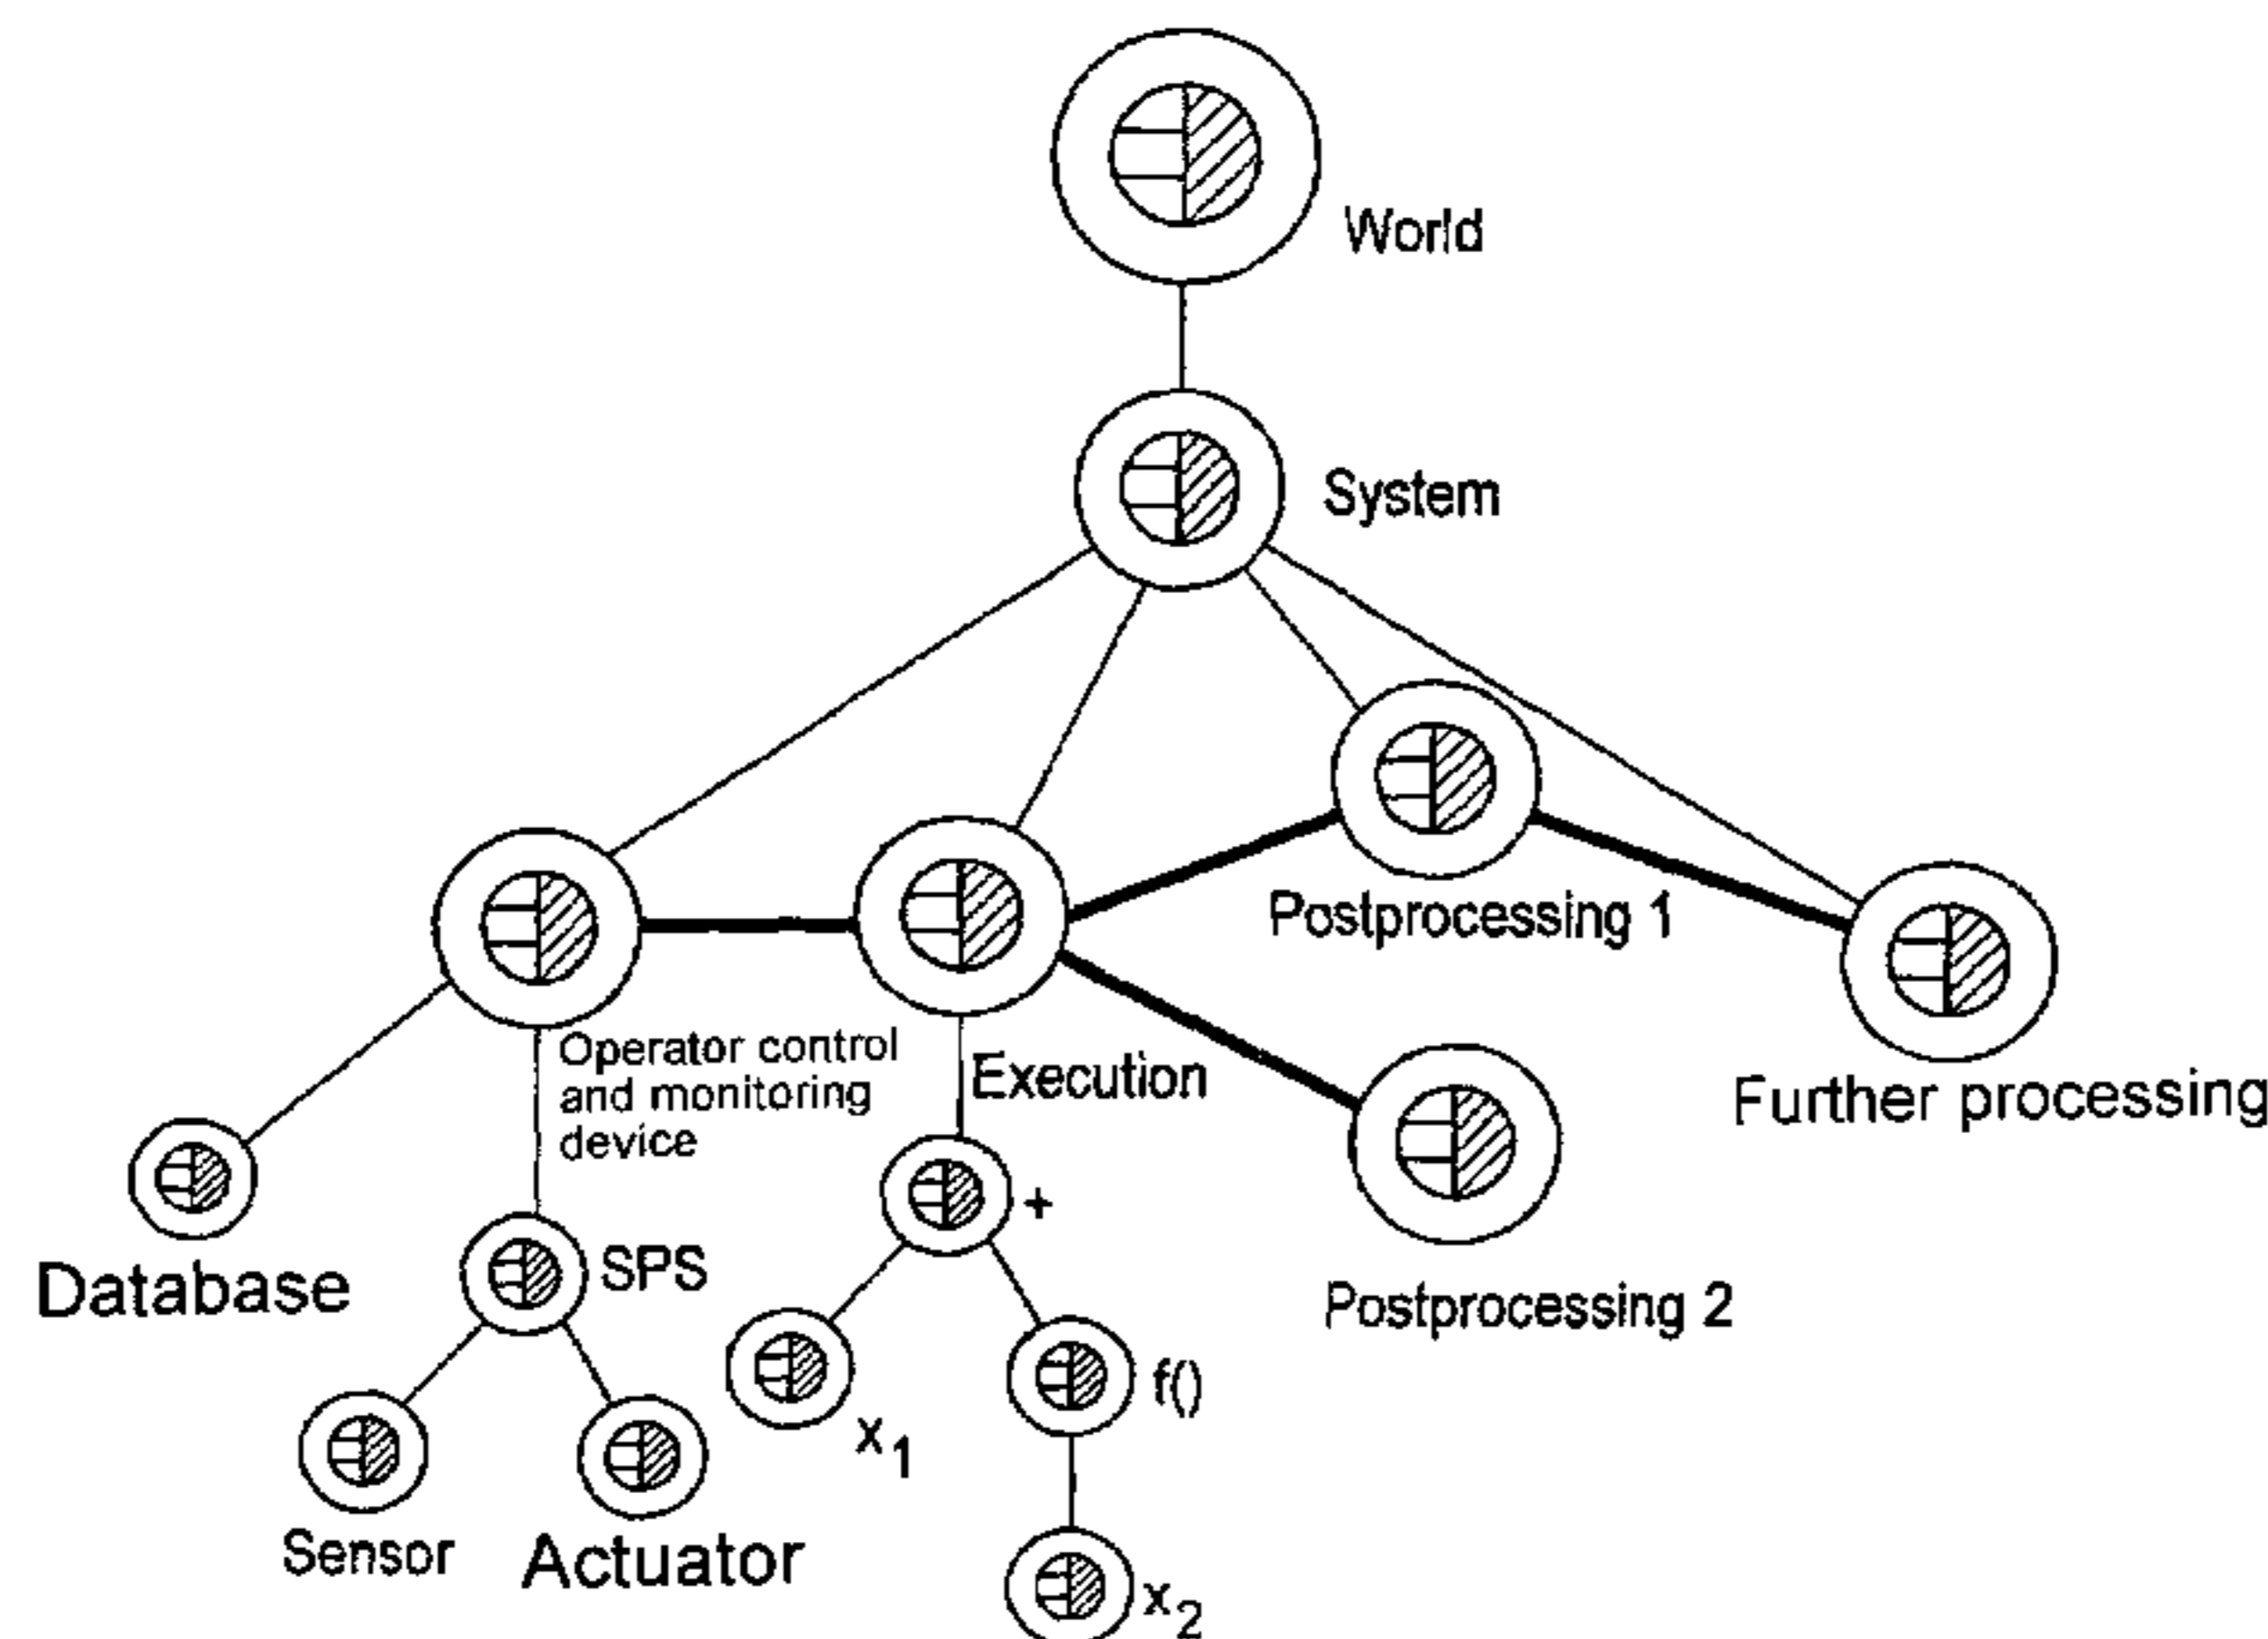 World
System
Postprocessing 1
Operator control
and monitoring
device
Execution
Further processing
+
Database
SPS
Postprocessing 2
f()
x1
Sensor
Actuator
x2